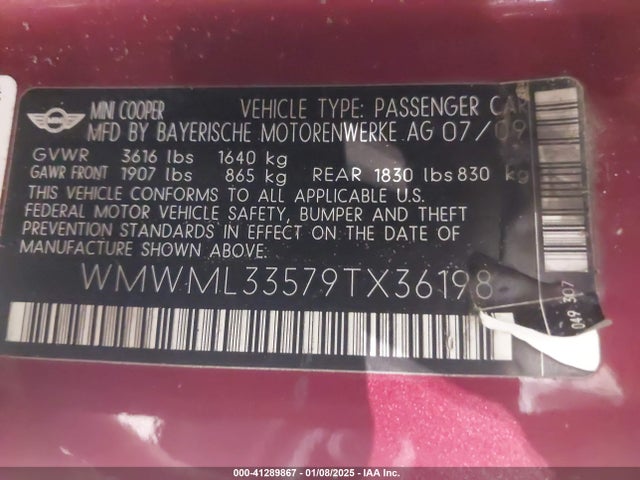 MINI COOPER VEHICLE TYPE: PASSENGER CAR
MFD BY BAYERISCHE MOTORENWERKE AG 07/09
GVWR 3616 lbs 1640 kg
GAWR FRONT 1907 lbs 865 kg REAR 1830 lbs 830 kg
THIS VEHICLE CONFORMS TO ALL APPLICABLE U.S.
FEDERAL MOTOR VEHICLE SAFETY, BUMPER AND THEFT
PREVENTION STANDARDS IN EFFECT ON THE DATE OF
MANUFACTURE SHOWN ABOVE:
WMWML33579TX36198
049 307
000-41289867 - 01/08/2025 - IAA Inc.